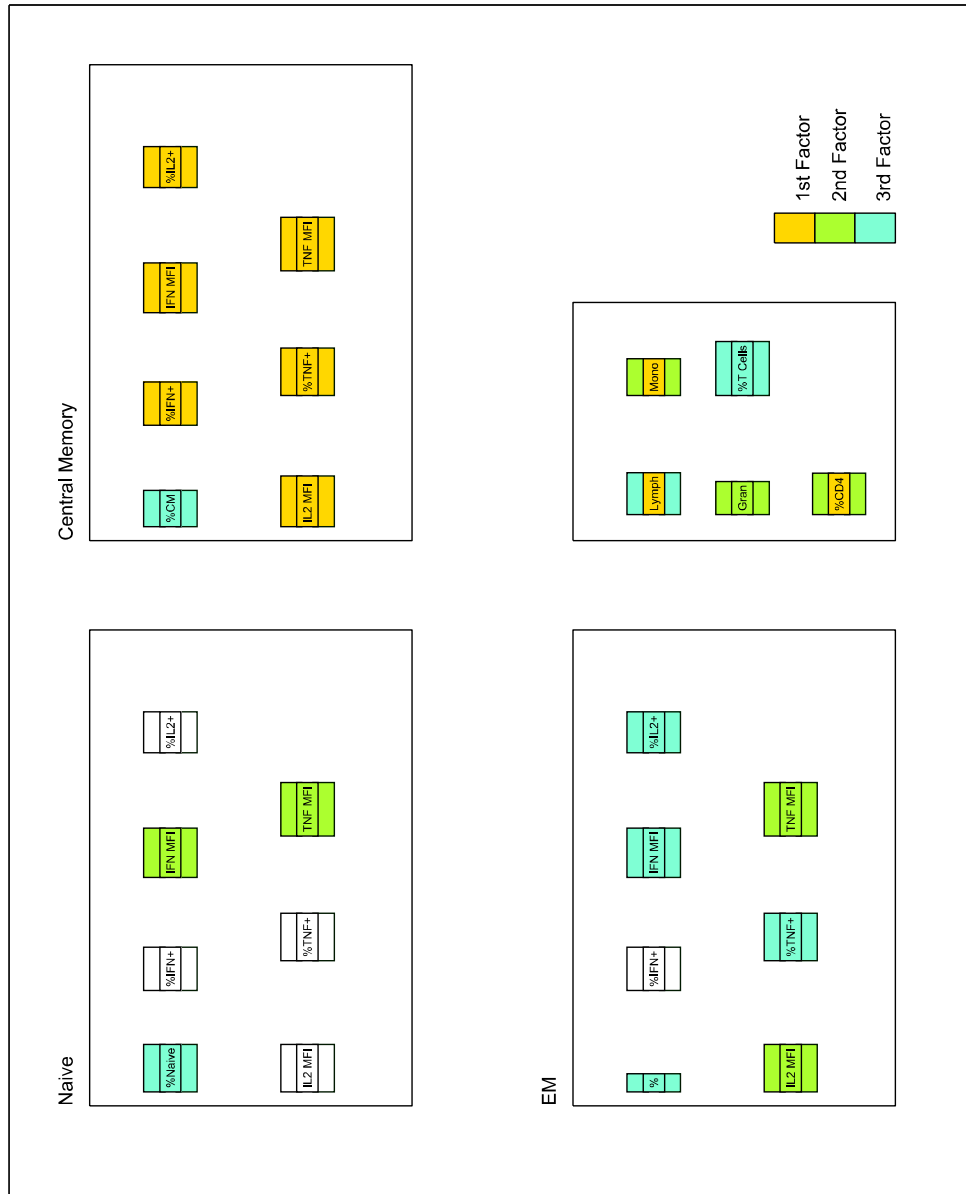 Naive
%Naive
%IFN+
IFN MFI
%IL2+
IL2 MFI
%TNF+
TNF MFI
Central Memory
%CM
%IFN+
IFN MFI
%IL2+
IL2 MFI
%TNF+
TNF MFI
EM
%
%IFN+
IFN MFI
%IL2+
IL2 MFI
%TNF+
TNF MFI
Lymph
Mono
Gran
%T Cells
%CD4
1st Factor
2nd Factor
3rd Factor